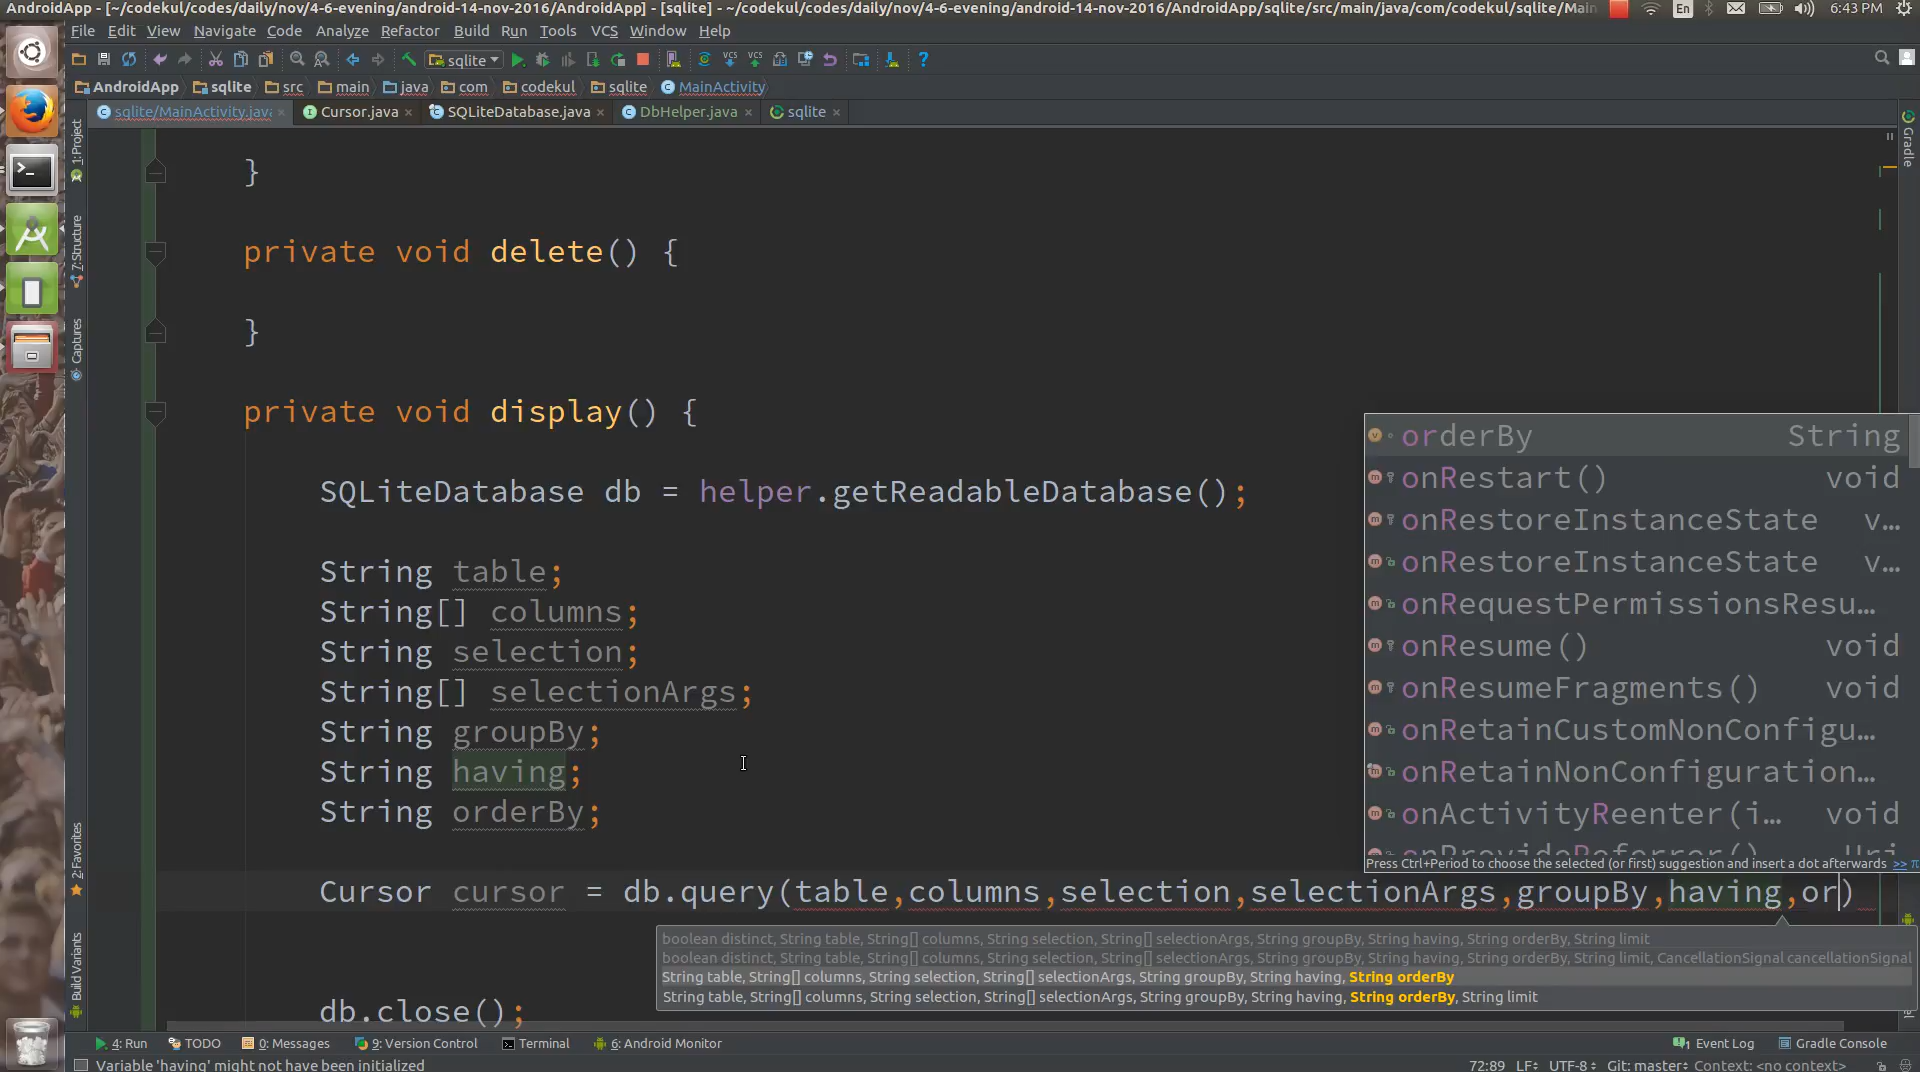 AndroidApp - [~/codekul/codes/daily/nov/4-6-evening/android-14-nov-2016/AndroidApp] - [sqlite] - ~/codekul/codes/daily/nov/4-6-evening/android-14-nov-2016/AndroidApp/sqlite/src/main/java/com/codekul/sqlite/Main
En 6:43 PM
File Edit View Navigate Code Analyze Refactor Build Run Tools VCS Window Help
sqlite
AndroidApp sqlite src main java com codekul sqlite MainActivity
sqlite/MainActivity.java Cursor.java SQLiteDatabase.java DbHelper.java sqlite
1: Project
7: Structure
Captures
2: Favorites
Build Variants
Gradle
}
private void delete() {
}
private void display() {
SQLiteDatabase db = helper.getReadableDatabase();
String table;
String[] columns;
String selection;
String[] selectionArgs;
String groupBy;
String having;
String orderBy;
Cursor cursor = db.query(table,columns,selection,selectionArgs,groupBy,having,or)
db.close();
orderBy String
onRestart() void
onRestoreInstanceState v…
onRestoreInstanceState v…
onRequestPermissionsResu…
onResume() void
onResumeFragments() void
onRetainCustomNonConfigu…
onRetainNonConfiguration…
onActivityReenter(i… void
onProvideReferrer() Uri
Press Ctrl+Period to choose the selected (or first) suggestion and insert a dot afterwards >> π
boolean distinct, String table, String[] columns, String selection, String[] selectionArgs, String groupBy, String having, String orderBy, String limit
boolean distinct, String table, String[] columns, String selection, String[] selectionArgs, String groupBy, String having, String orderBy, String limit, CancellationSignal cancellationSignal
String table, String[] columns, String selection, String[] selectionArgs, String groupBy, String having, String orderBy
String table, String[] columns, String selection, String[] selectionArgs, String groupBy, String having, String orderBy, String limit
4: Run TODO 0: Messages 9: Version Control Terminal 6: Android Monitor 1 Event Log Gradle Console
Variable 'having' might not have been initialized 72:89 LF÷ UTF-8÷ Git: master÷ Context: <no context>